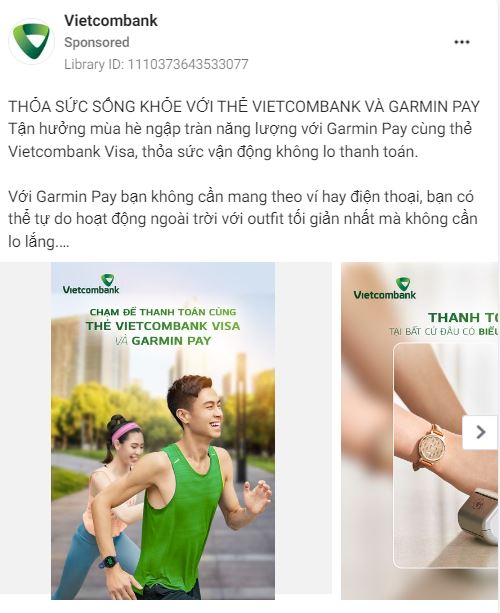 Vietcombank
Sponsored
Library ID: 1110373643533077
THỎA SỨC SỐNG KHỎE VỚI THẺ VIETCOMBANK VÀ GARMIN PAY
Tận hưởng mùa hè ngập tràn năng lượng với Garmin Pay cùng thẻ
Vietcombank Visa, thỏa sức vận động không lo thanh toán.
Với Garmin Pay bạn không cần mang theo ví hay điện thoại, bạn có
thể tự do hoạt động ngoài trời với outfit tối giản nhất mà không cần
lo lắng....
Vietcombank
CHẠM ĐỂ THANH TOÁN CÙNG
THẺ VIETCOMBANK VISA
VÀ GARMIN PAY
Vietcombank
THANH TO
TẠI BẤT CỨ ĐÂU CÓ BIỂU